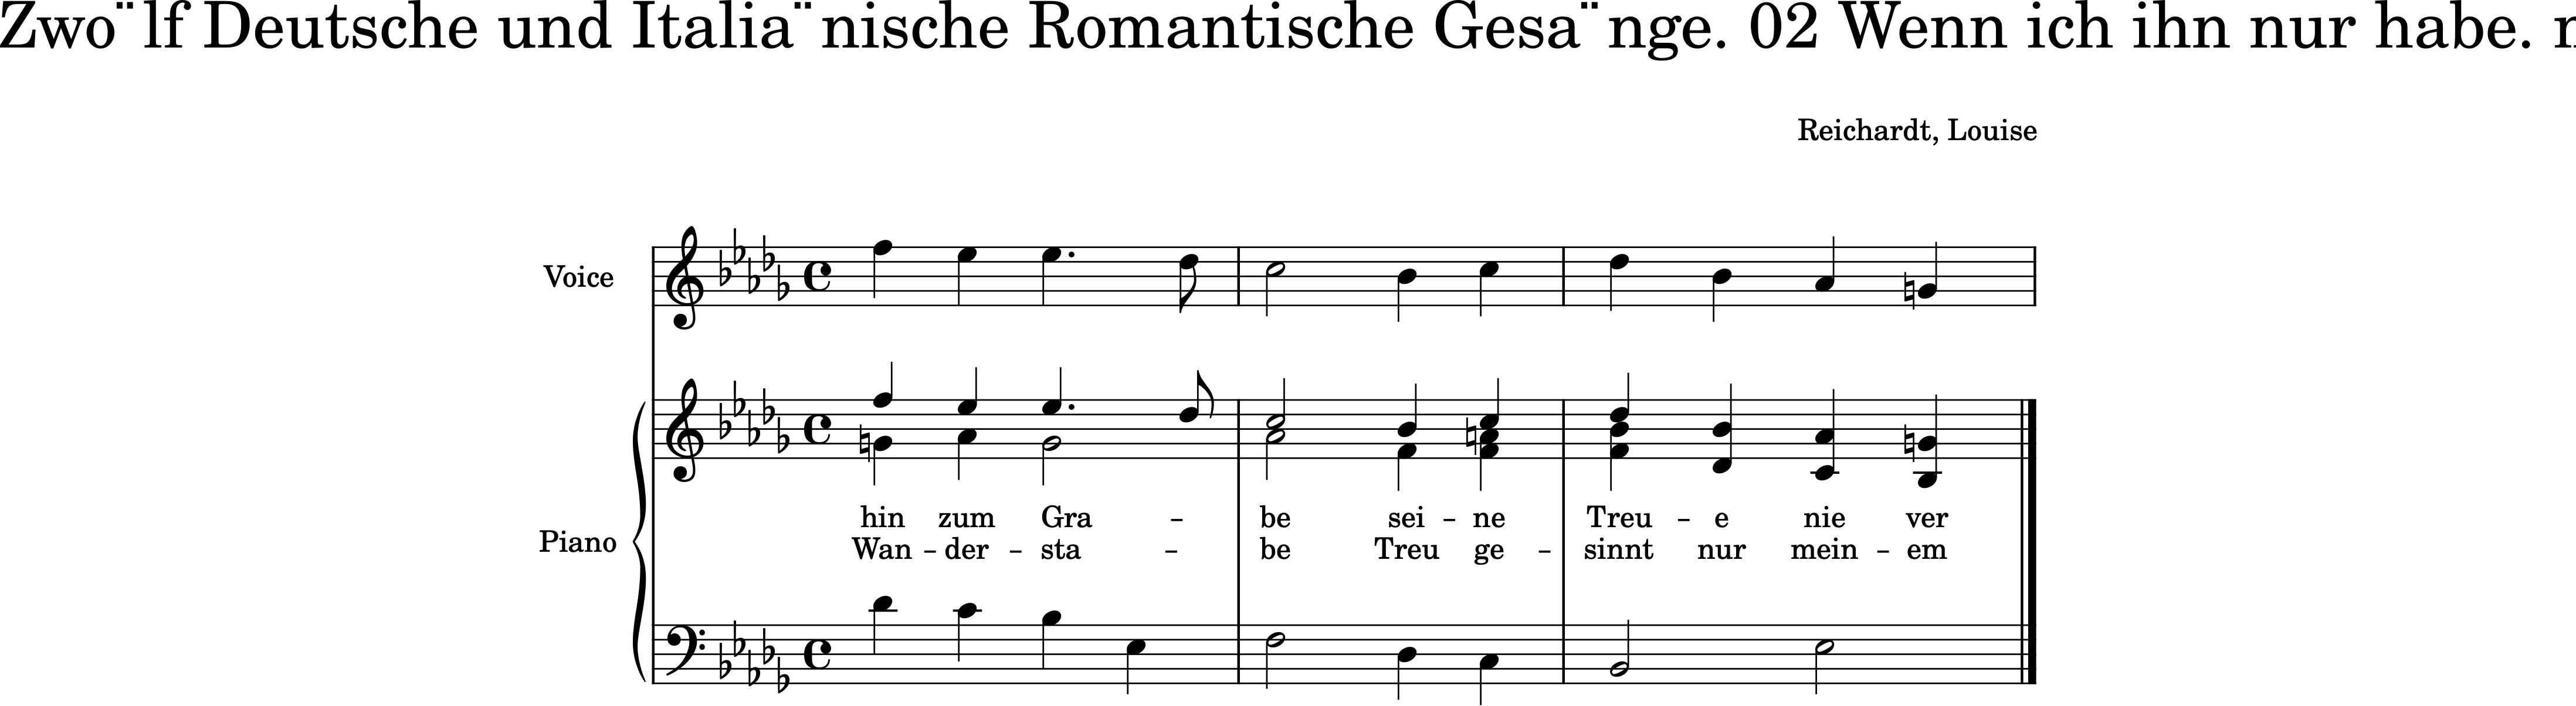 Zwo¨lf Deutsche und Italia¨nische Romantische Gesa¨nge. 02 Wenn ich ihn nur habe.
Reichardt, Louise
Voice
hin zum Gra – be sei – ne Treu – e nie ver
Piano
Wan – der – sta – be Treu ge – sinnt nur mein – em